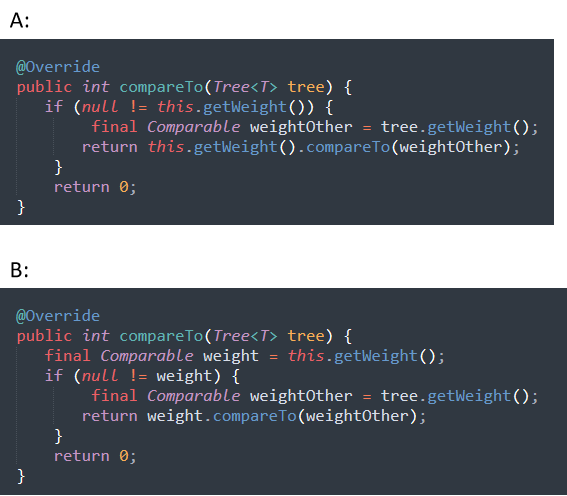 A:
@Override
public int compareTo(Tree<T> tree) {
if (null != this.getWeight()) {
final Comparable weightOther = tree.getWeight();
return this.getWeight().compareTo(weightOther);
}
return 0;
}
B:
@Override
public int compareTo(Tree<T> tree) {
final Comparable weight = this.getWeight();
if (null != weight) {
final Comparable weightOther = tree.getWeight();
return weight.compareTo(weightOther);
}
return 0;
}